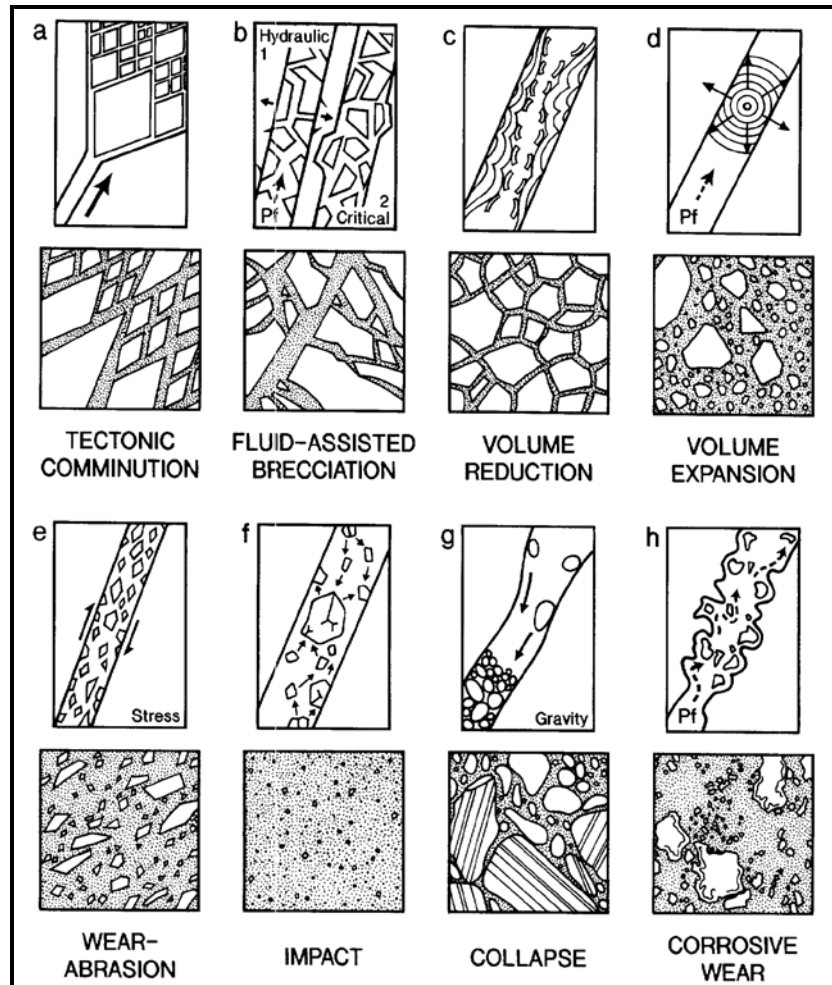 a
b
Hydraulic
1
Pf
2
Critical
c
d
Pf
TECTONIC
COMMINUTION
FLUID-ASSISTED
BRECCIATION
VOLUME
REDUCTION
VOLUME
EXPANSION
e
Stress
f
g
Gravity
h
Pf
WEAR-
ABRASION
IMPACT
COLLAPSE
CORROSIVE
WEAR